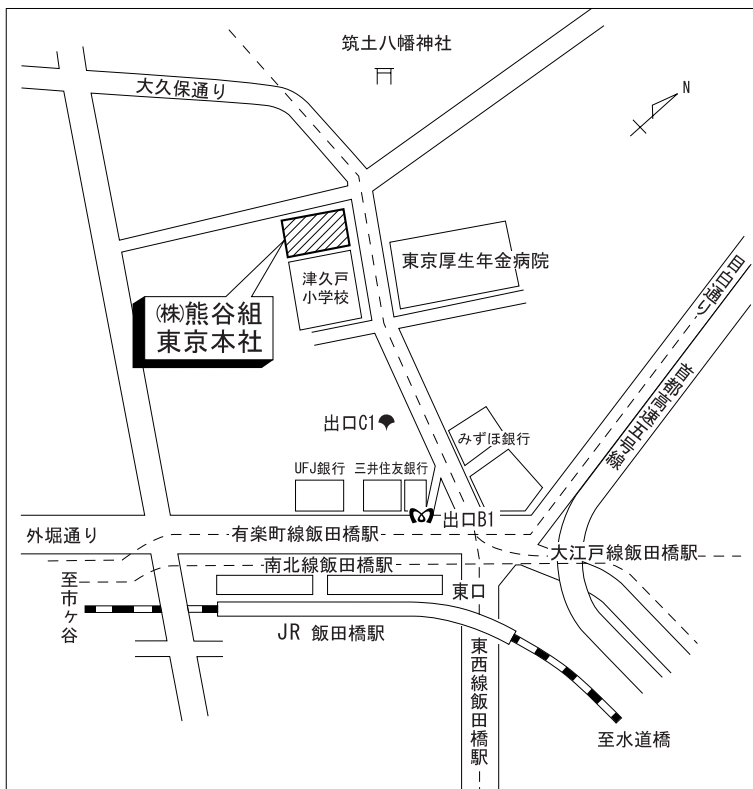 筑土八幡神社
大久保通り
N
東京厚生年金病院
津久戸
小学校
目白通り
㈱熊谷組
東京本社
首都高速五号線
出口C1
みずほ銀行
UFJ銀行
三井住友銀行
出口B1
外堀通り
有楽町線飯田橋駅
大江戸線飯田橋駅
南北線飯田橋駅
至市ヶ谷
東口
JR 飯田橋駅
東西線飯田橋駅
至水道橋